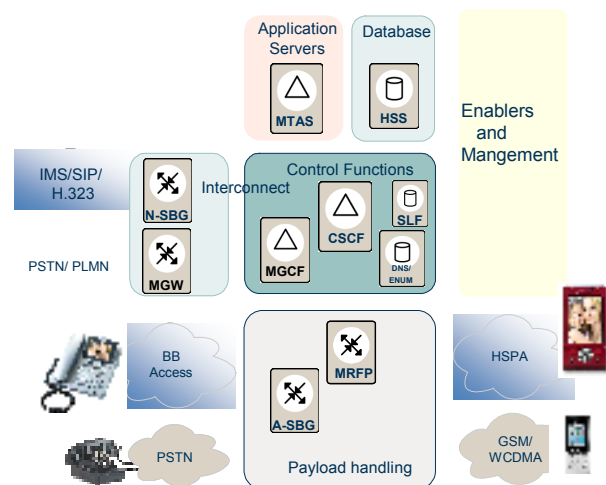 Application
Servers
Database
MTAS
HSS
Enablers
and
Mangement
IMS/SIP/
H.323
Interconnect
Control Functions
N-SBG
CSCF
SLF
MGCF
DNS/
ENUM
PSTN/ PLMN
MGW
BB
Access
MRFP
HSPA
A-SBG
PSTN
GSM/
WCDMA
Payload handling